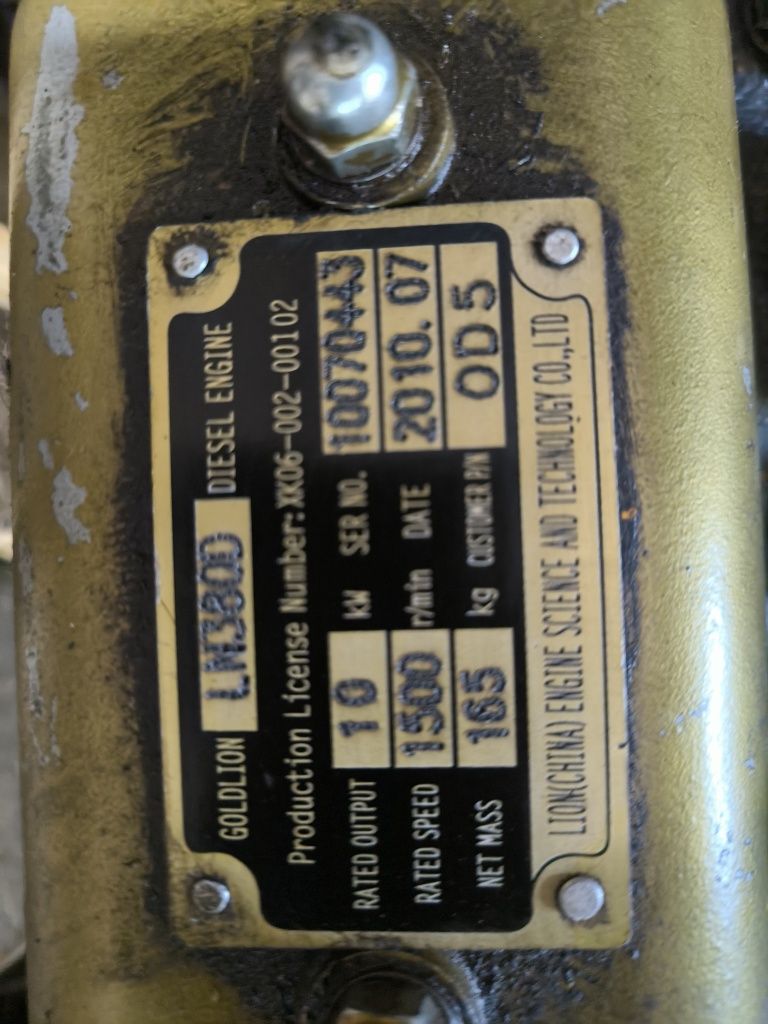 GOLDLION LN380D DIESEL ENGINE
Production License Number: XK06-002-00102
RATED OUTPUT 10 kW SER NO. 10070443
RATED SPEED 1500 r/min DATE 2010.07
NET MASS 165 kg CUSTOMER P/N OD5
LION(CHINA) ENGINE SCIENCE AND TECHNOLOGY CO.,LTD